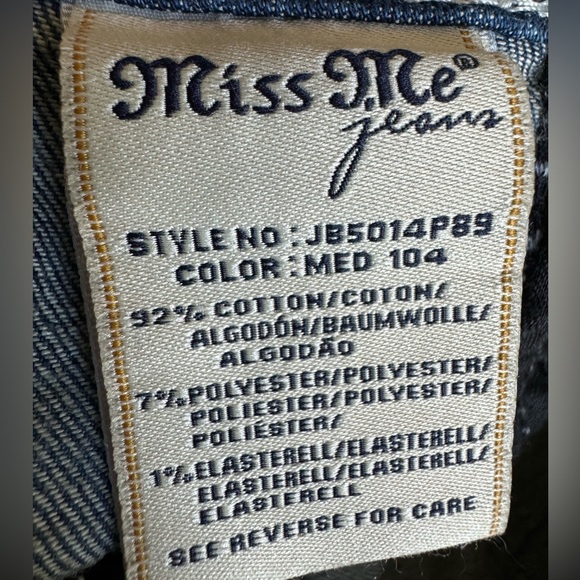 Miss Me®
jeans
STYLE NO : JB5014P89
COLOR : MED 104
92% COTTON/COTON/
ALGODÓN/BAUMWOLLE/
ALGODÃO
7% POLYESTER/POLYESTER/
POLIESTER/POLYESTER/
POLIÉSTER/
1% ELASTERELL/ELASTERELL/
ELASTERELL/ELASTERELL/
ELASTERELL
SEE REVERSE FOR CARE